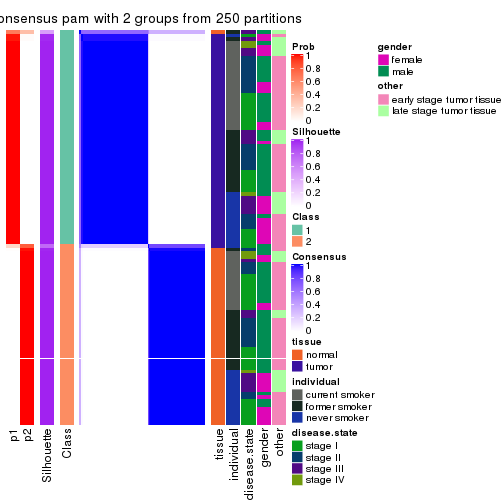 onsensus pam with 2 groups from 250 partitions
Prob
1
0.8
0.6
0.4
0.2
0
Silhouette
1
0.8
0.6
0.4
0.2
0
Class
1
2
Consensus
1
0.8
0.6
0.4
0.2
0
tissue
normal
tumor
individual
current smoker
former smoker
never smoker
disease.state
stage I
stage II
stage III
stage IV
gender
female
male
other
early stage tumor tissue
late stage tumor tissue
p1
p2
Silhouette
Class
tissue
individual
disease.state
gender
other